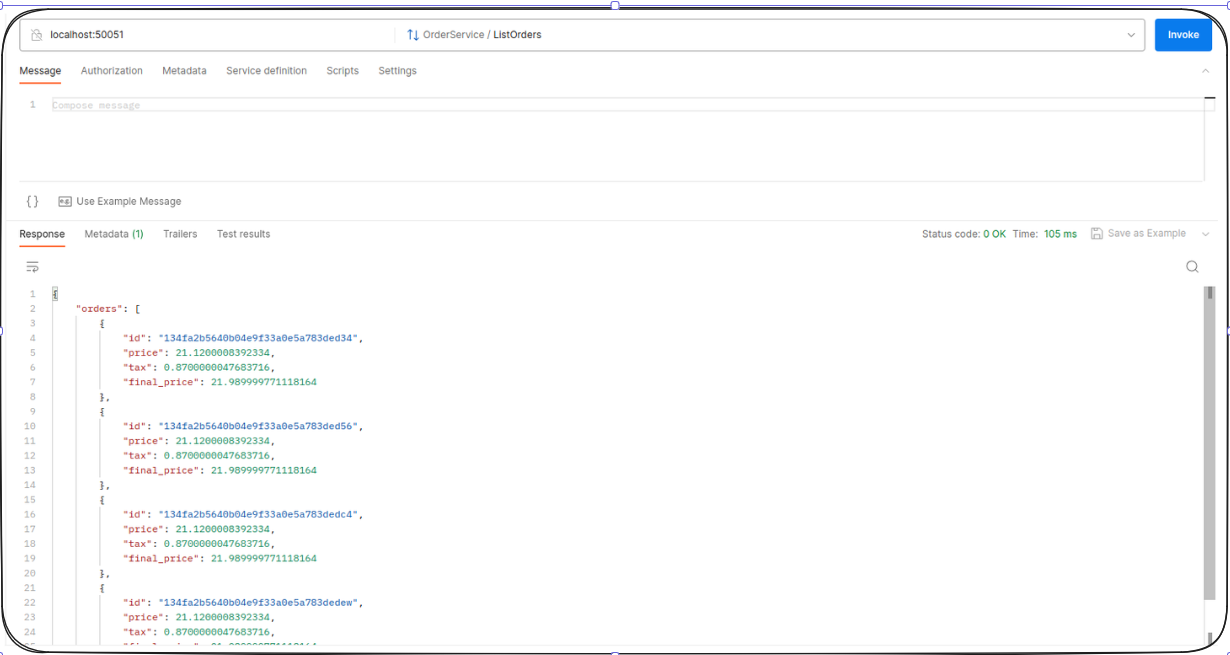 localhost:50051 OrderService / ListOrders Invoke
Message Authorization Metadata Service definition Scripts Settings
1 Compose message
{} Use Example Message
Response Metadata (1) Trailers Test results Status code: 0 OK Time: 105 ms Save as Example
1 {
2 "orders": [
3 {
4 "id": "134fa2b5640b04e9f33a0e5a783ded34",
5 "price": 21.1200008392334,
6 "tax": 0.8700000047683716,
7 "final_price": 21.989999771118164
8 },
9 {
10 "id": "134fa2b5640b04e9f33a0e5a783ded56",
11 "price": 21.1200008392334,
12 "tax": 0.8700000047683716,
13 "final_price": 21.989999771118164
14 },
15 {
16 "id": "134fa2b5640b04e9f33a0e5a783dedc4",
17 "price": 21.1200008392334,
18 "tax": 0.8700000047683716,
19 "final_price": 21.989999771118164
20 },
21 {
22 "id": "134fa2b5640b04e9f33a0e5a783dedew",
23 "price": 21.1200008392334,
24 "tax": 0.8700000047683716,